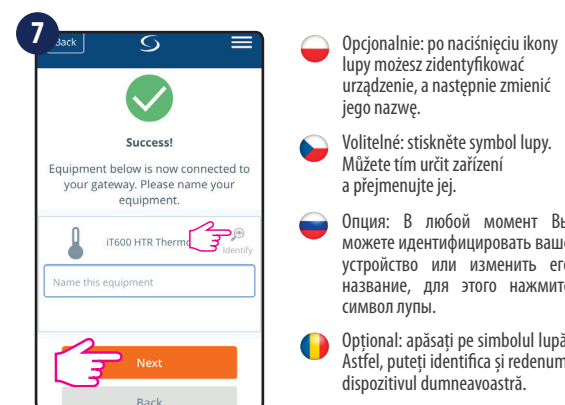 7
Back
Success!
Equipment below is now connected to
your gateway. Please name your
equipment.
iT600 HTR Thermo
Identify
Name this equipment
Next
Back
Opcjonalnie: po naciśnięciu ikony
lupy możesz zidentyfikować
urządzenie, a następnie zmienić
jego nazwę.
Volitelné: stiskněte symbol lupy.
Můžete tím určit zařízení
a přejmenujte jej.
Опция: В любой момент Вы
можете идентифицировать ваше
устройство или изменить его
название, для этого нажмите
символ лупы.
Opțional: apăsați pe simbolul lupă
Astfel, puteți identifica și redenum
dispozitivul dumneavoastră.